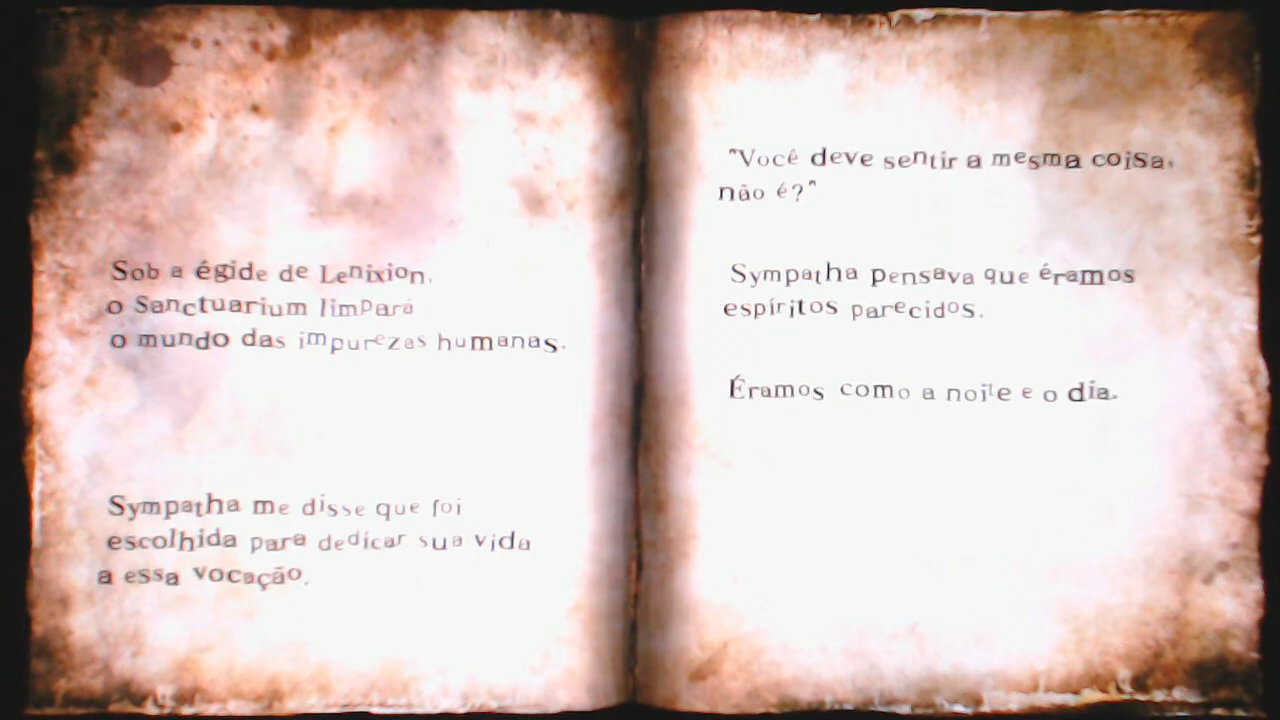 Sob a égide de Lenixion,
o Sanctuarium limpará
o mundo das impurezas humanas.
Sympatha me disse que foi
escolhida para dedicar sua vida
a essa vocação.
"Você deve sentir a mesma coisa,
não é?"
Sympatha pensava que éramos
espíritos parecidos.
Éramos como a noite e o dia.